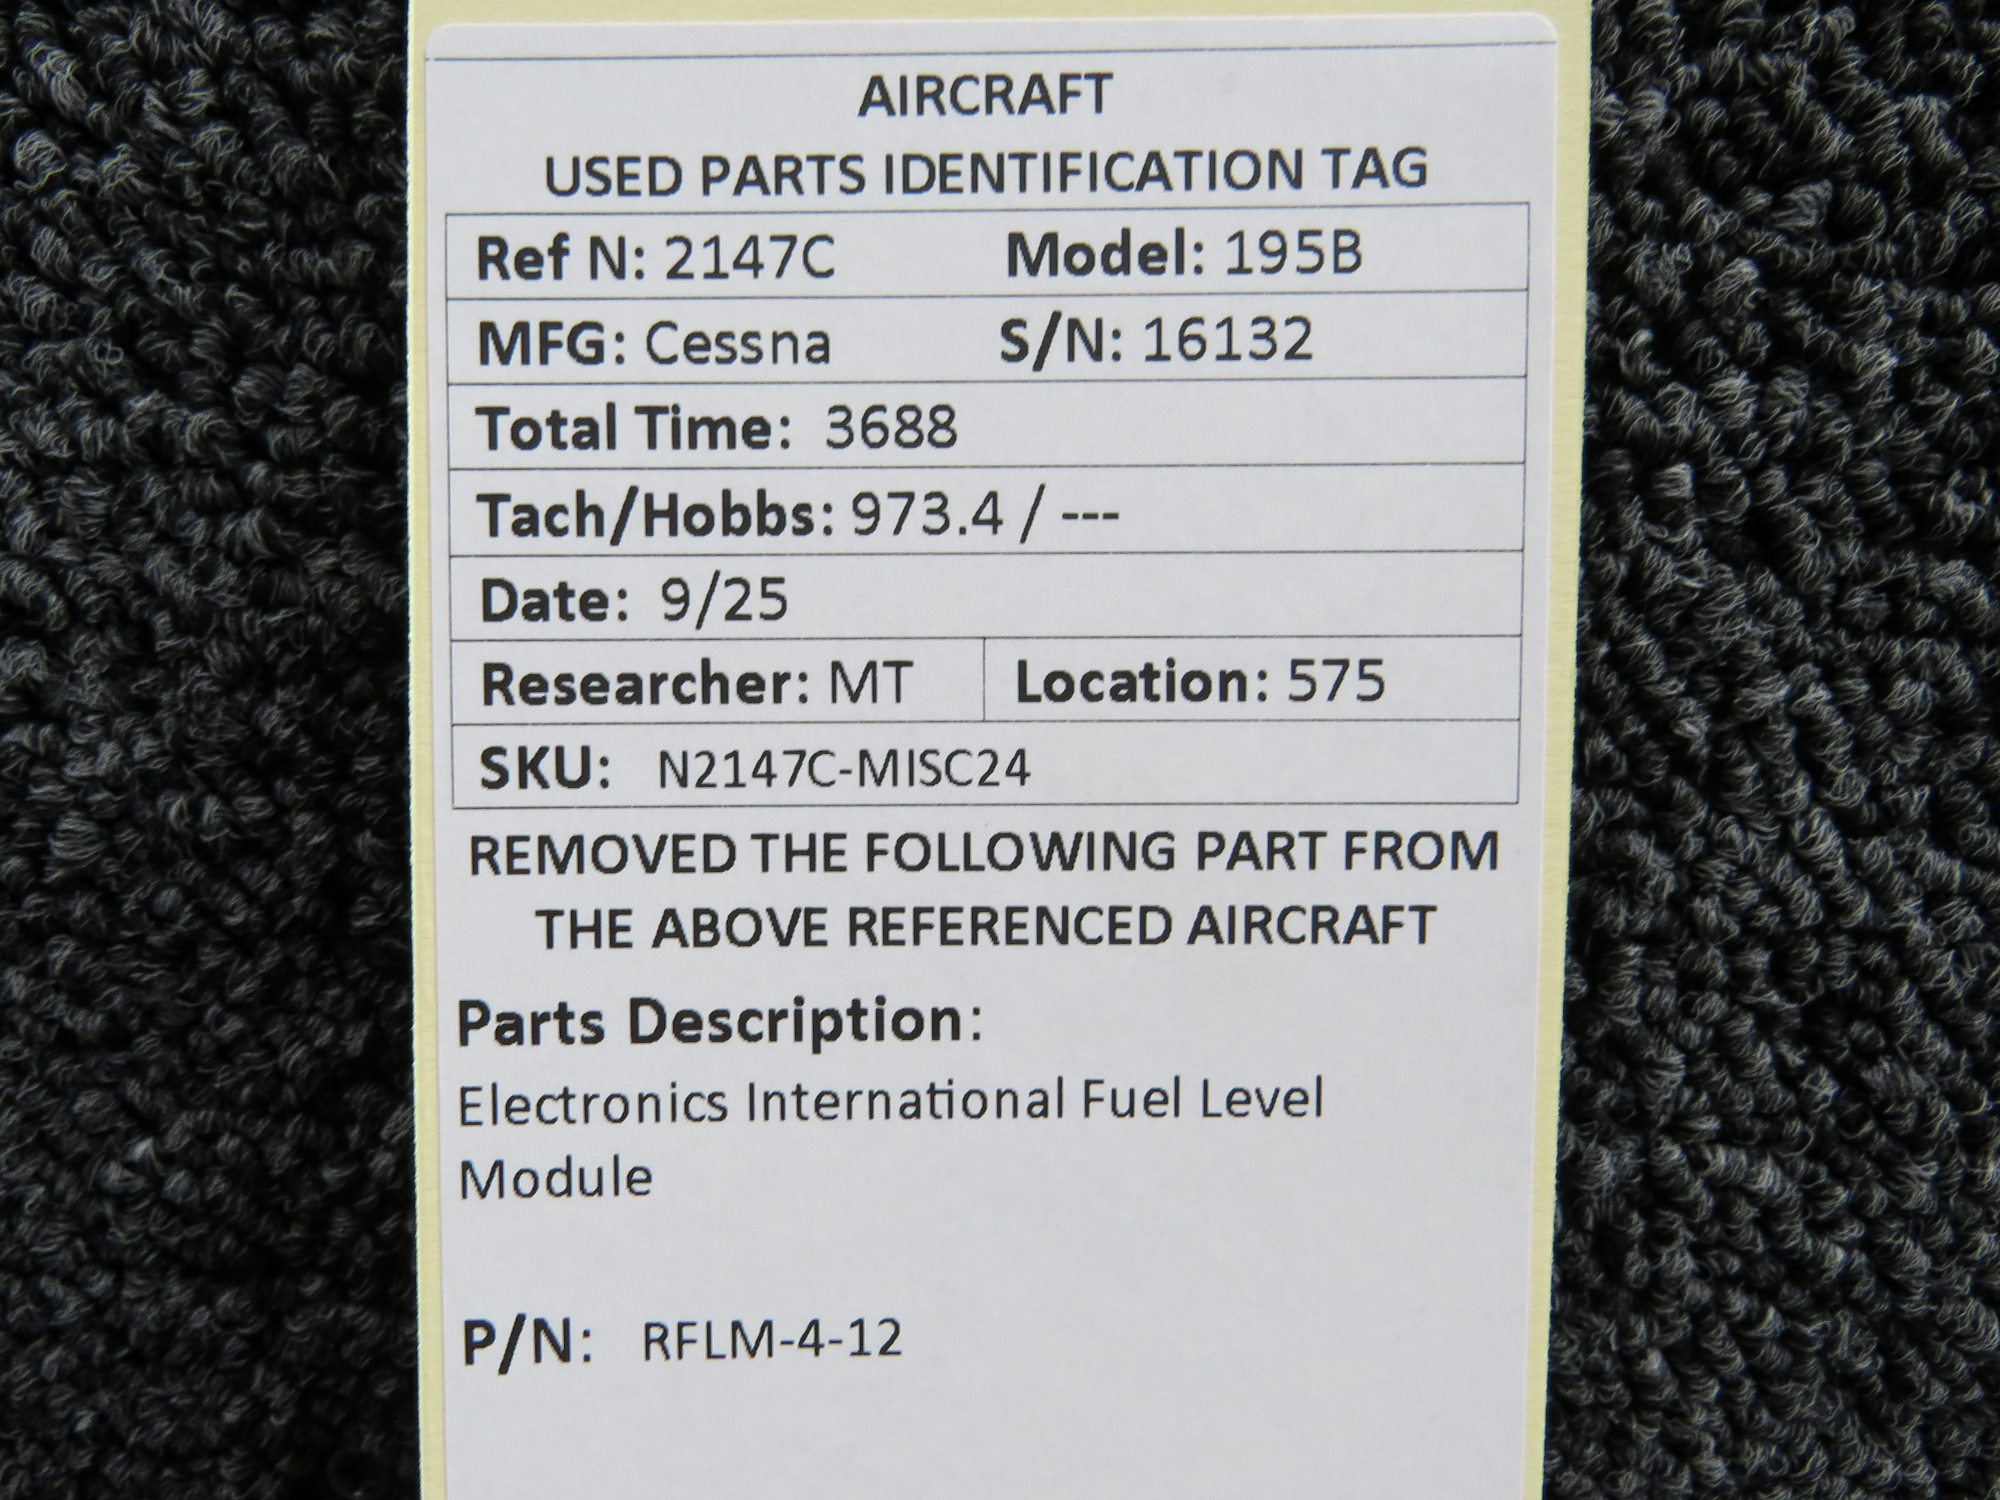 AIRCRAFT
USED PARTS IDENTIFICATION TAG
Ref N: 2147C Model: 195B
MFG: Cessna S/N: 16132
Total Time: 3688
Tach/Hobbs: 973.4 / ---
Date: 9/25
Researcher: MT Location: 575
SKU: N2147C-MISC24
REMOVED THE FOLLOWING PART FROM
THE ABOVE REFERENCED AIRCRAFT
Parts Description:
Electronics International Fuel Level
Module
P/N: RFLM-4-12